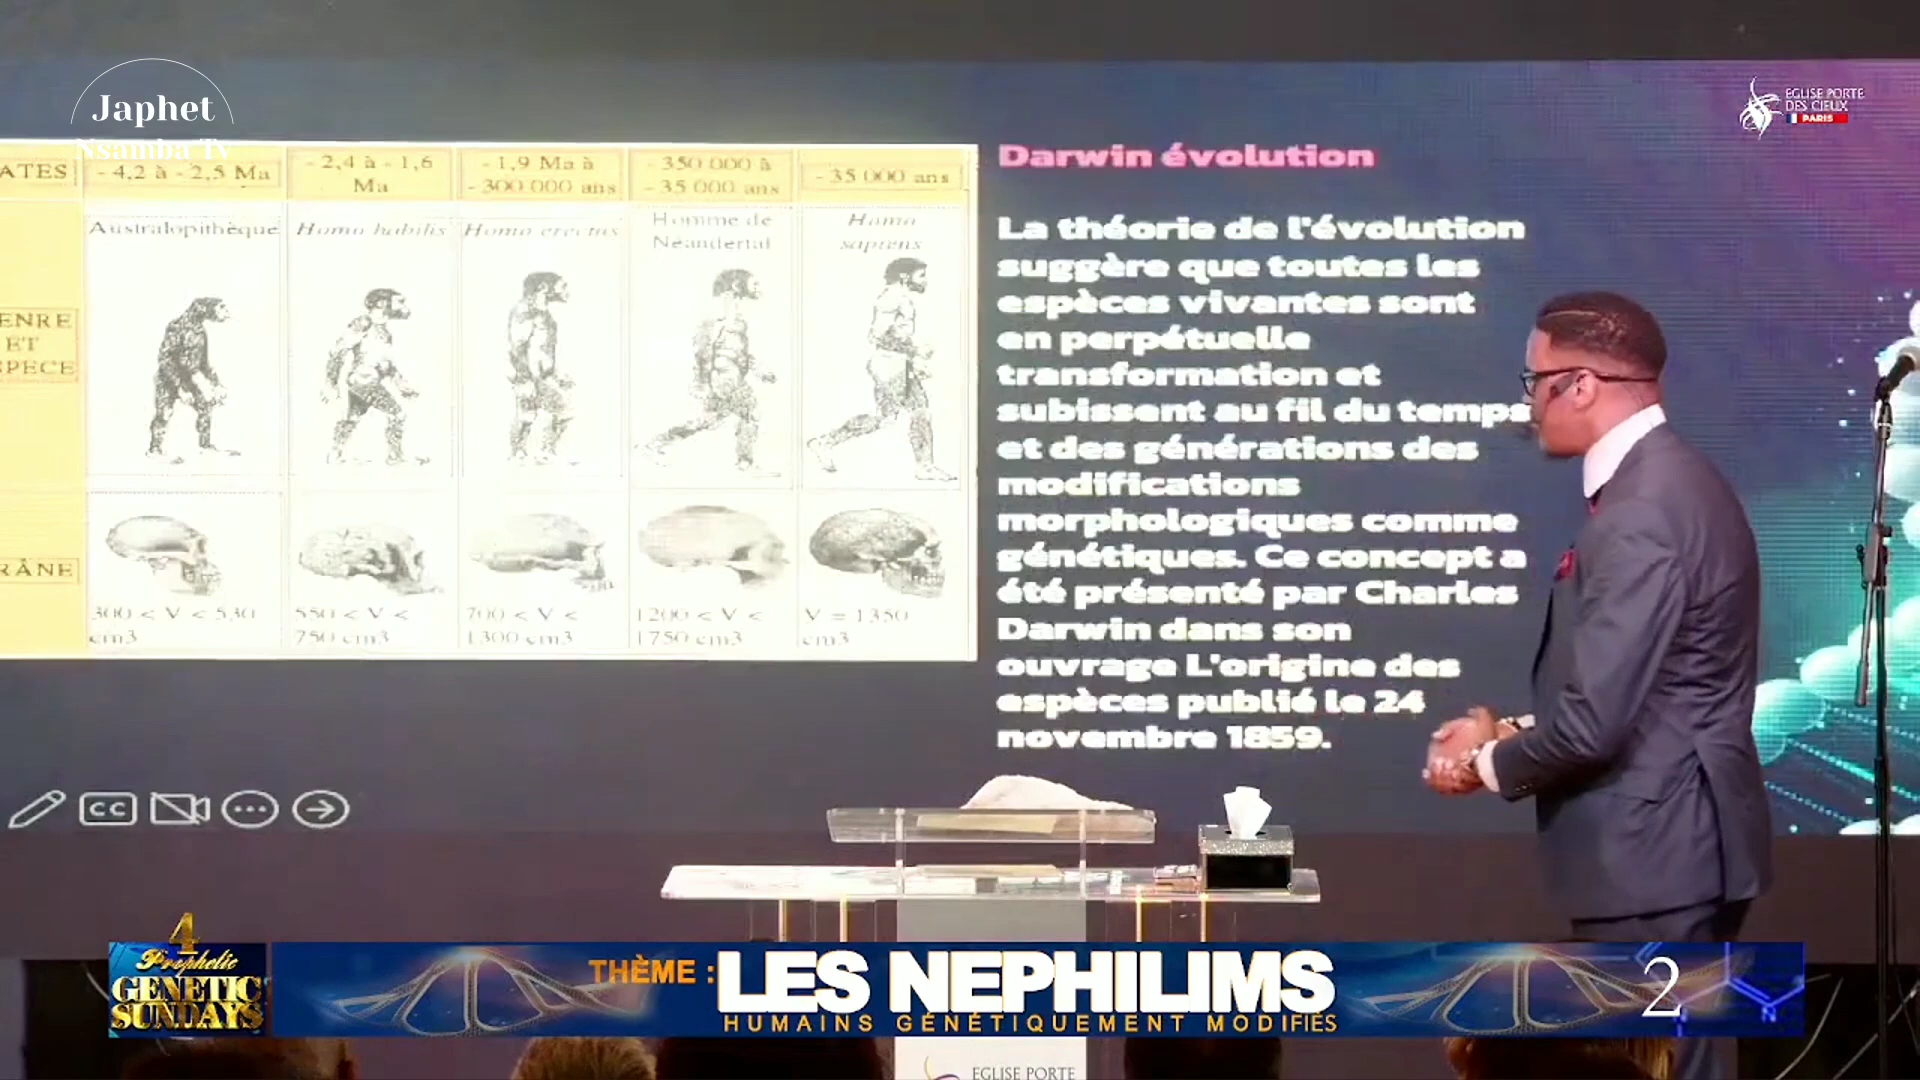 Japhet
Nsamba Tv
EGLISE PORTE
DES CIEUX
PARIS
ATES
- 4,2 à - 2,5 Ma
- 2,4 à - 1,6
Ma
- 1,9 Ma à
- 300 000 ans
- 350 000 à
- 35 000 ans
- 35 000 ans
ENRE
ET
SPECE
Australopithèque
Homo habilis
Homo erectus
Homme de
Néandertal
Homo
sapiens
RÂNE
300 < V < 530
cm3
550 < V <
750 cm3
700 < V <
1300 cm3
1200 < V <
1750 cm3
V = 1350
cm3
Darwin évolution
La théorie de l'évolution
suggère que toutes les
espèces vivantes sont
en perpétuelle
transformation et
subissent au fil du temps
et des générations des
modifications
morphologiques comme
génétiques. Ce concept a
été présenté par Charles
Darwin dans son
ouvrage L'origine des
espèces publié le 24
novembre 1859.
CC
4
Prophetic
GENETIC
SUNDAYS
THÈME :
LES NEPHILIMS
HUMAINS GÉNÉTIQUEMENT MODIFIÉS
2
EGLISE PORTE